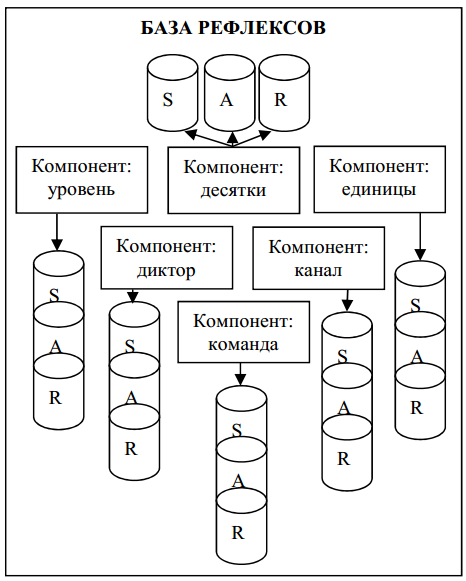 БАЗА РЕФЛЕКСОВ
S A R
Компонент:
уровень
Компонент:
десятки
Компонент:
единицы
Компонент:
диктор
Компонент:
канал
Компонент:
команда
S
A
R
S
A
R
S
A
R
S
A
R
S
A
R